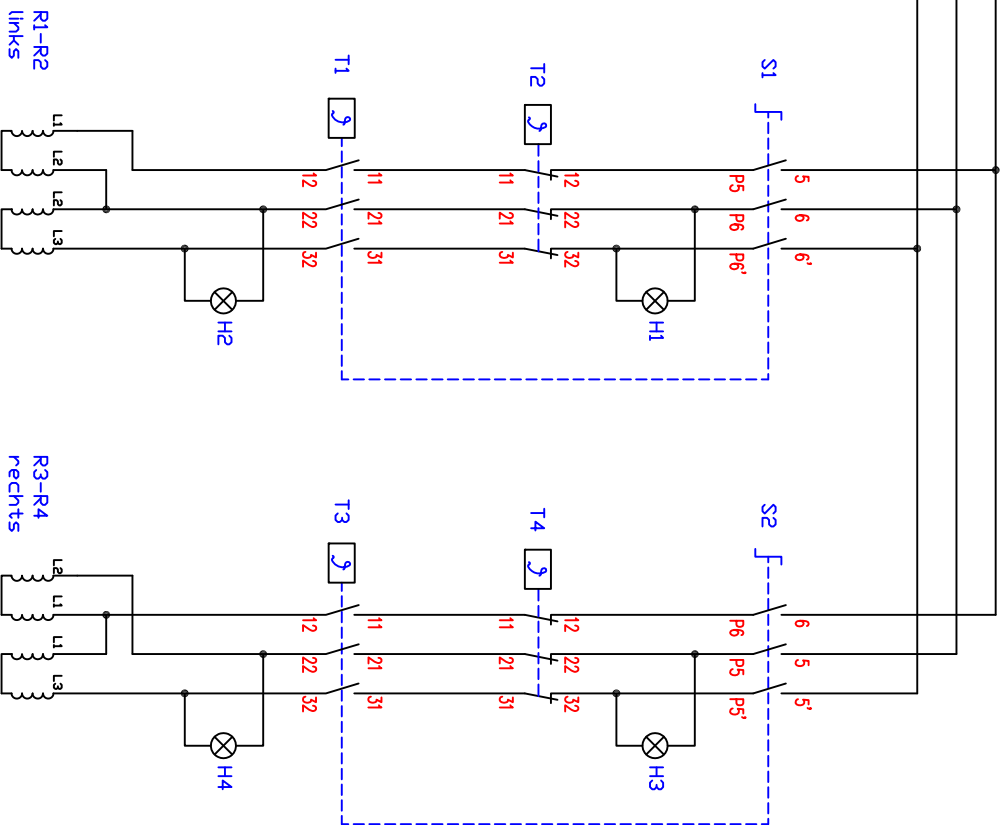 R1-R2
links
T1
T2
S1
L1
L2
L2
L3
12
11
11
12
P5
5
22
21
21
22
P6
6
32
31
31
32
P6'
6'
H2
H1
R3-R4
rechts
T3
T4
S2
L2
L1
L1
L3
12
11
11
12
P6
6
22
21
21
22
P5
5
32
31
31
32
P5'
5'
H4
H3